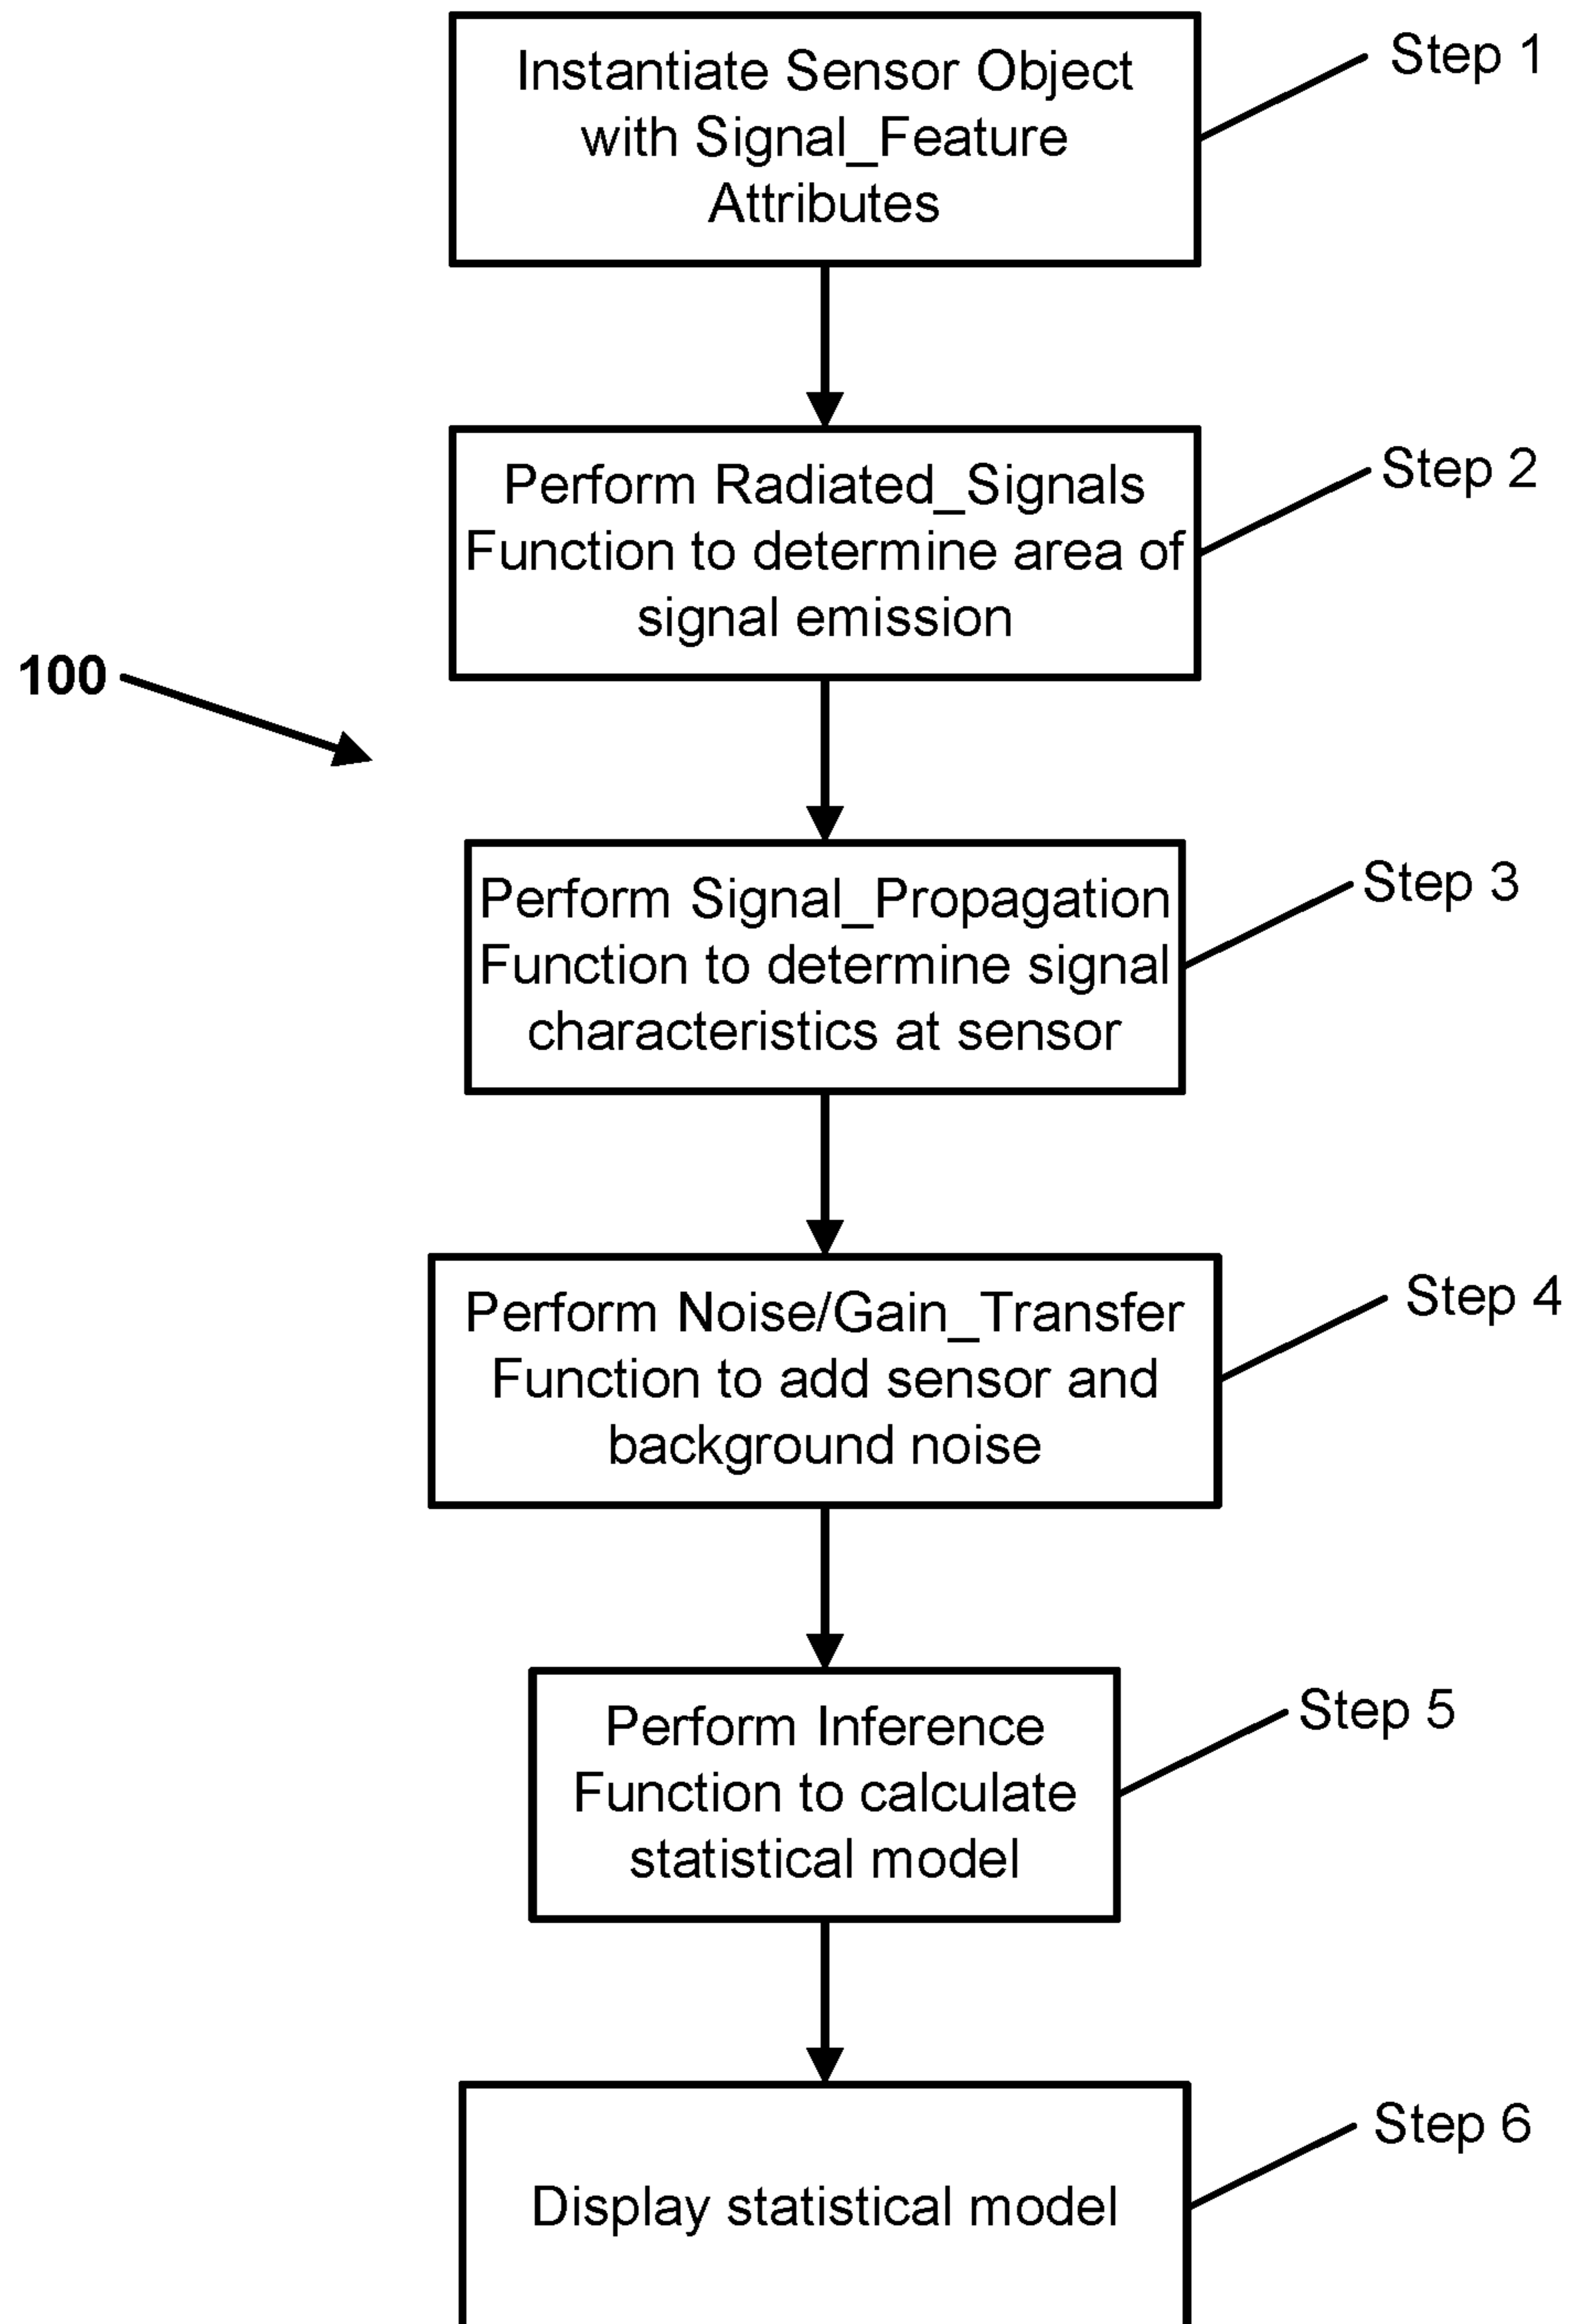 Instantiate Sensor Object
with Signal_Feature
Attributes
Step 1
Perform Radiated_Signals
Function to determine area of
signal emission
Step 2
100
Perform Signal_Propagation
Function to determine signal
characteristics at sensor
Step 3
Perform Noise/Gain_Transfer
Function to add sensor and
background noise
Step 4
Perform Inference
Function to calculate
statistical model
Step 5
Display statistical model
Step 6